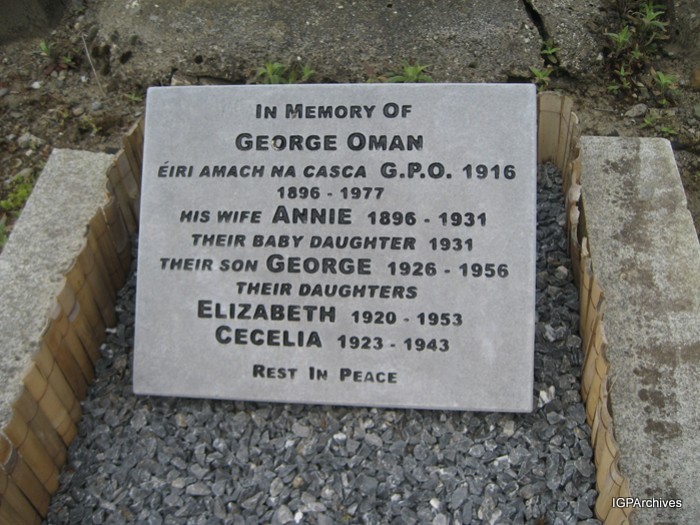 IN MEMORY OF
GEORGE OMAN
ÉIRI AMACH NA CASCA G.P.O. 1916
1896 - 1977
HIS WIFE ANNIE 1896 - 1931
THEIR BABY DAUGHTER 1931
THEIR SON GEORGE 1926 - 1956
THEIR DAUGHTERS
ELIZABETH 1920 - 1953
CECELIA 1923 - 1943
REST IN PEACE
IGPArchives